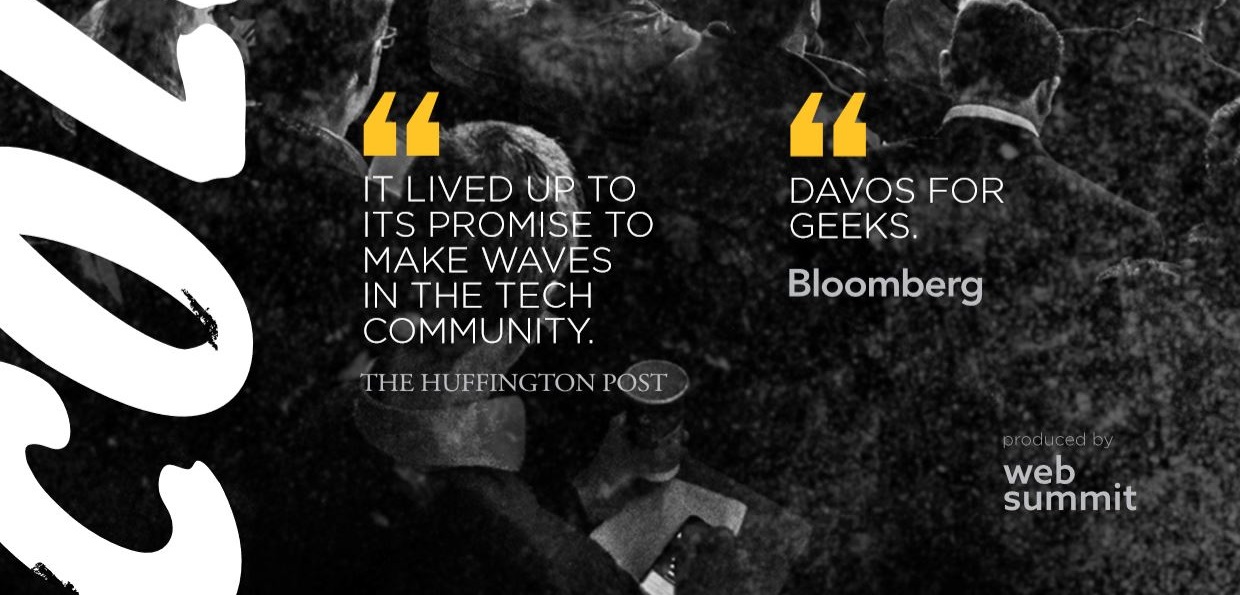 “
IT LIVED UP TO
ITS PROMISE TO
MAKE WAVES
IN THE TECH
COMMUNITY.
THE HUFFINGTON POST
“
DAVOS FOR
GEEKS.
Bloomberg
produced by
web
summit